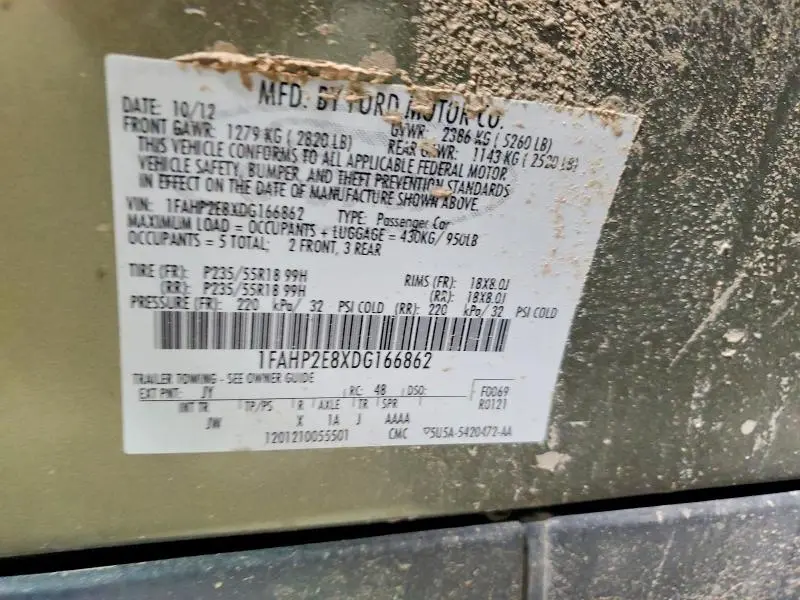 MFD. BY FORD MOTOR CO.
DATE: 10/12 GVWR: 2386 KG ( 5260 LB)
FRONT GAWR: 1279 KG ( 2820 LB) REAR GAWR: 1143 KG ( 2520 LB)
THIS VEHICLE CONFORMS TO ALL APPLICABLE FEDERAL MOTOR
VEHICLE SAFETY, BUMPER, AND THEFT PREVENTION STANDARDS
IN EFFECT ON THE DATE OF MANUFACTURE SHOWN ABOVE.
VIN: 1FAHP2E8XDG166862 TYPE: Passenger Car
MAXIMUM LOAD = OCCUPANTS + LUGGAGE = 430KG/ 950LB
OCCUPANTS = 5 TOTAL; 2 FRONT, 3 REAR
TIRE (FR): P235/55R18 99H RIMS (FR): 18X8.0J
(RR): P235/55R18 99H (RR): 18X8.0J
PRESSURE (FR): 220 kPa/ 32 PSI COLD (RR): 220 kPa/ 32 PSI COLD
1FAHP2E8XDG166862
TRAILER TOWING - SEE OWNER GUIDE
EXT PNT: JY RC: 48 DSO: F0069
INT TR TP/PS R AXLE TR SPR R0121
JW X 1A J AAAA
1201210055501 CMC 5U5A-5420472-AA